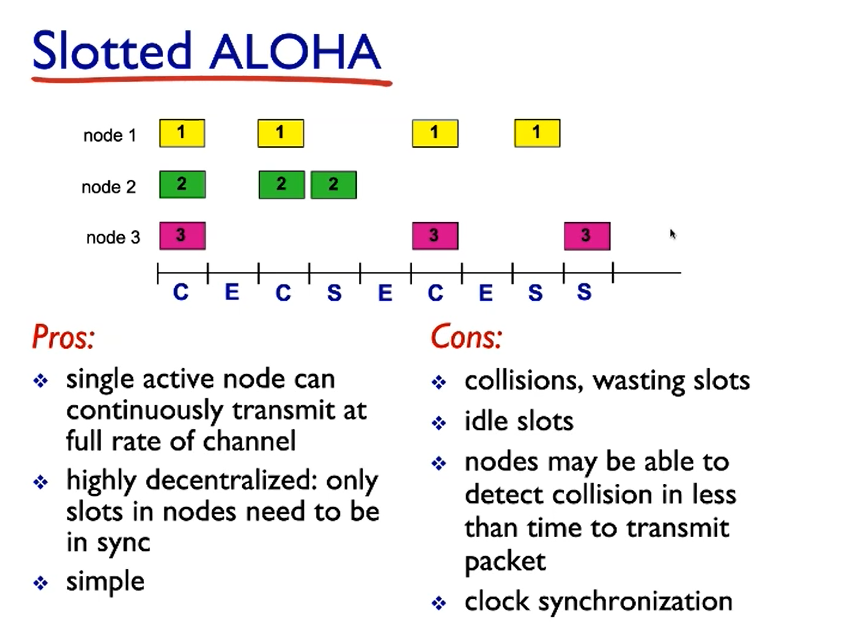 Slotted ALOHA
node 1 1 1 1 1
node 2 2 2 2
node 3 3 3 3
C E C S E C E S S
Pros:
single active node can
continuously transmit at
full rate of channel
highly decentralized: only
slots in nodes need to be
in sync
simple
Cons:
collisions, wasting slots
idle slots
nodes may be able to
detect collision in less
than time to transmit
packet
clock synchronization